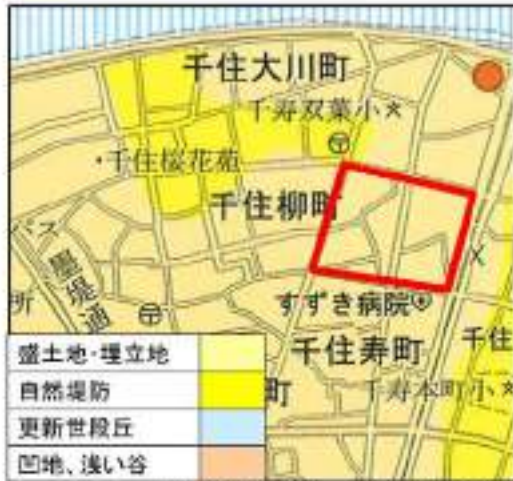 千住大川町
千寿双葉小
千住桜花苑
千住柳町
バス
墨堤通
所
すずき病院
千住
千住寿町
町
千寿本町小
盛土地・埋立地
自然堤防
更新世段丘
凹地、浅い谷